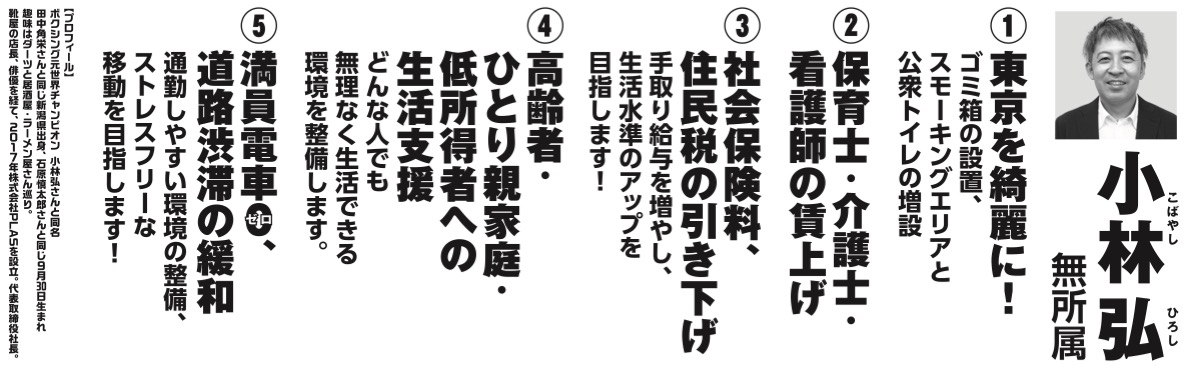 小林弘
こばやし
ひろし
無所属
①東京を綺麗に！
ゴミ箱の設置、
スモーキングエリアと
公衆トイレの増設
②保育士・介護士・
看護師の賃上げ
③社会保険料、
住民税の引き下げ
手取り給与を増やし、
生活水準のアップを
目指します！
④高齢者・
ひとり親家庭・
低所得者への
生活支援
どんな人でも
無理なく生活できる
環境を整備します。
⑤満員電車ゼロ、
道路渋滞の緩和
通勤しやすい環境の整備、
ストレスフリーな
移動を目指します！
【プロフィール】
ボクシング元世界チャンピオン 小林弘さんと同名
田中角栄さんと同じ新潟県出身、石原慎太郎さんと同じ9月30日生まれ
趣味はダーツと居酒屋・ラーメン屋さん巡り。
靴屋の店長、俳優を経て、2017年株式会社PLASを設立。代表取締役社長。